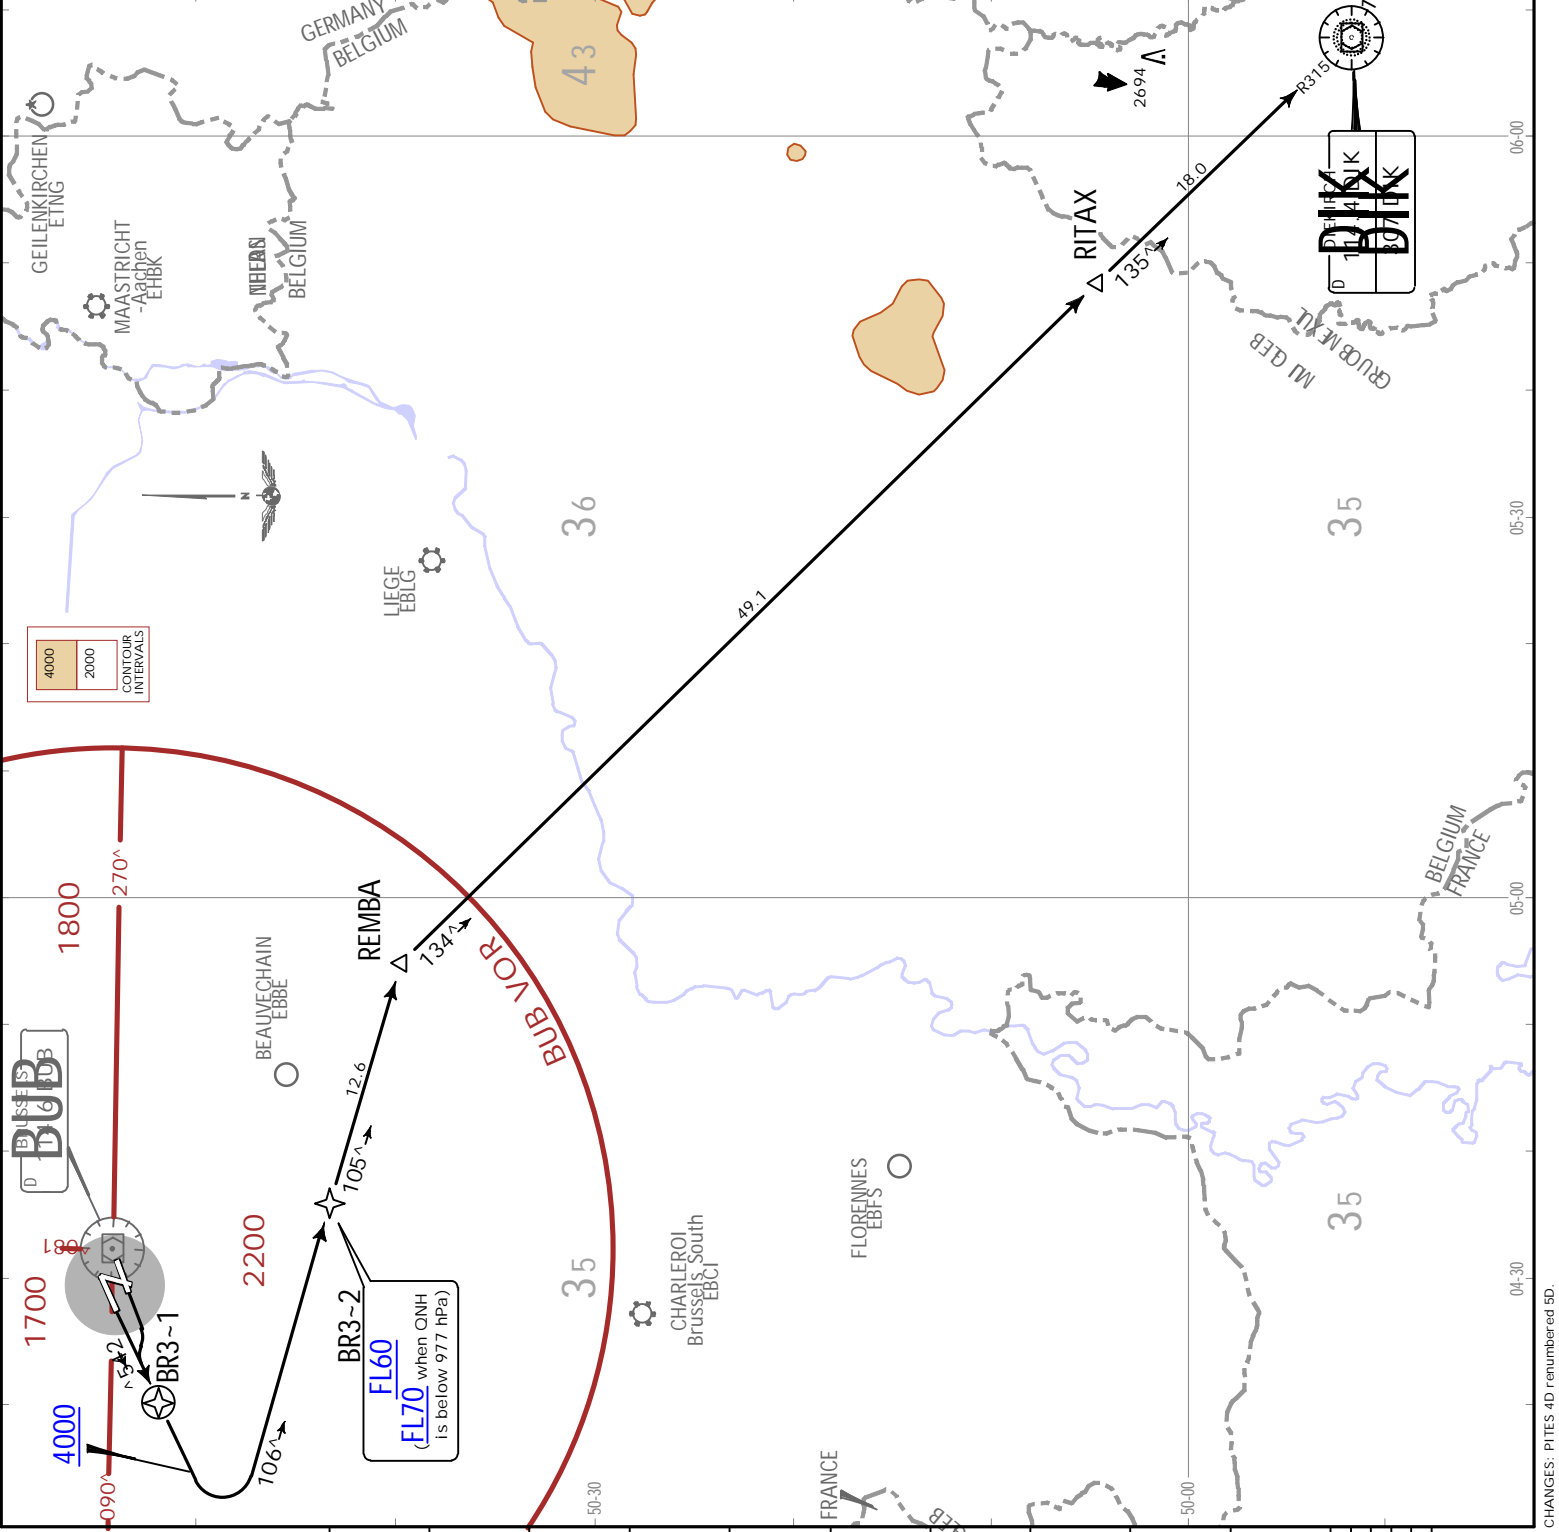 GERMANY
BELGIUM
GEILENKIRCHEN
ETNG
MAASTRICHT
-Aachen
EHBK
BELGIUM
43
2694
R315
06-00
18.0
RITAX
135^
D
DIK
DIK
4000
2000
CONTOUR
INTERVALS
N
LIEGE
EBLG
36
35
05-30
49.1
1800
270^
BEAUVECHAIN
EBBE
REMBA
134^
BUB VOR
05-00
BELGIUM
FRANCE
BUB
D
12.6
105^
1700
2200
BR3~1
BR3~2
FL60
(FL70 when QNH
is below 977 hPa)
4000
090^
106^
35
CHARLEROI
Brussels South
EBCI
FLORENNES
EBFS
35
04-30
50-30
50-00
FRANCE
CHANGES: PITES 4D renumbered 5D.